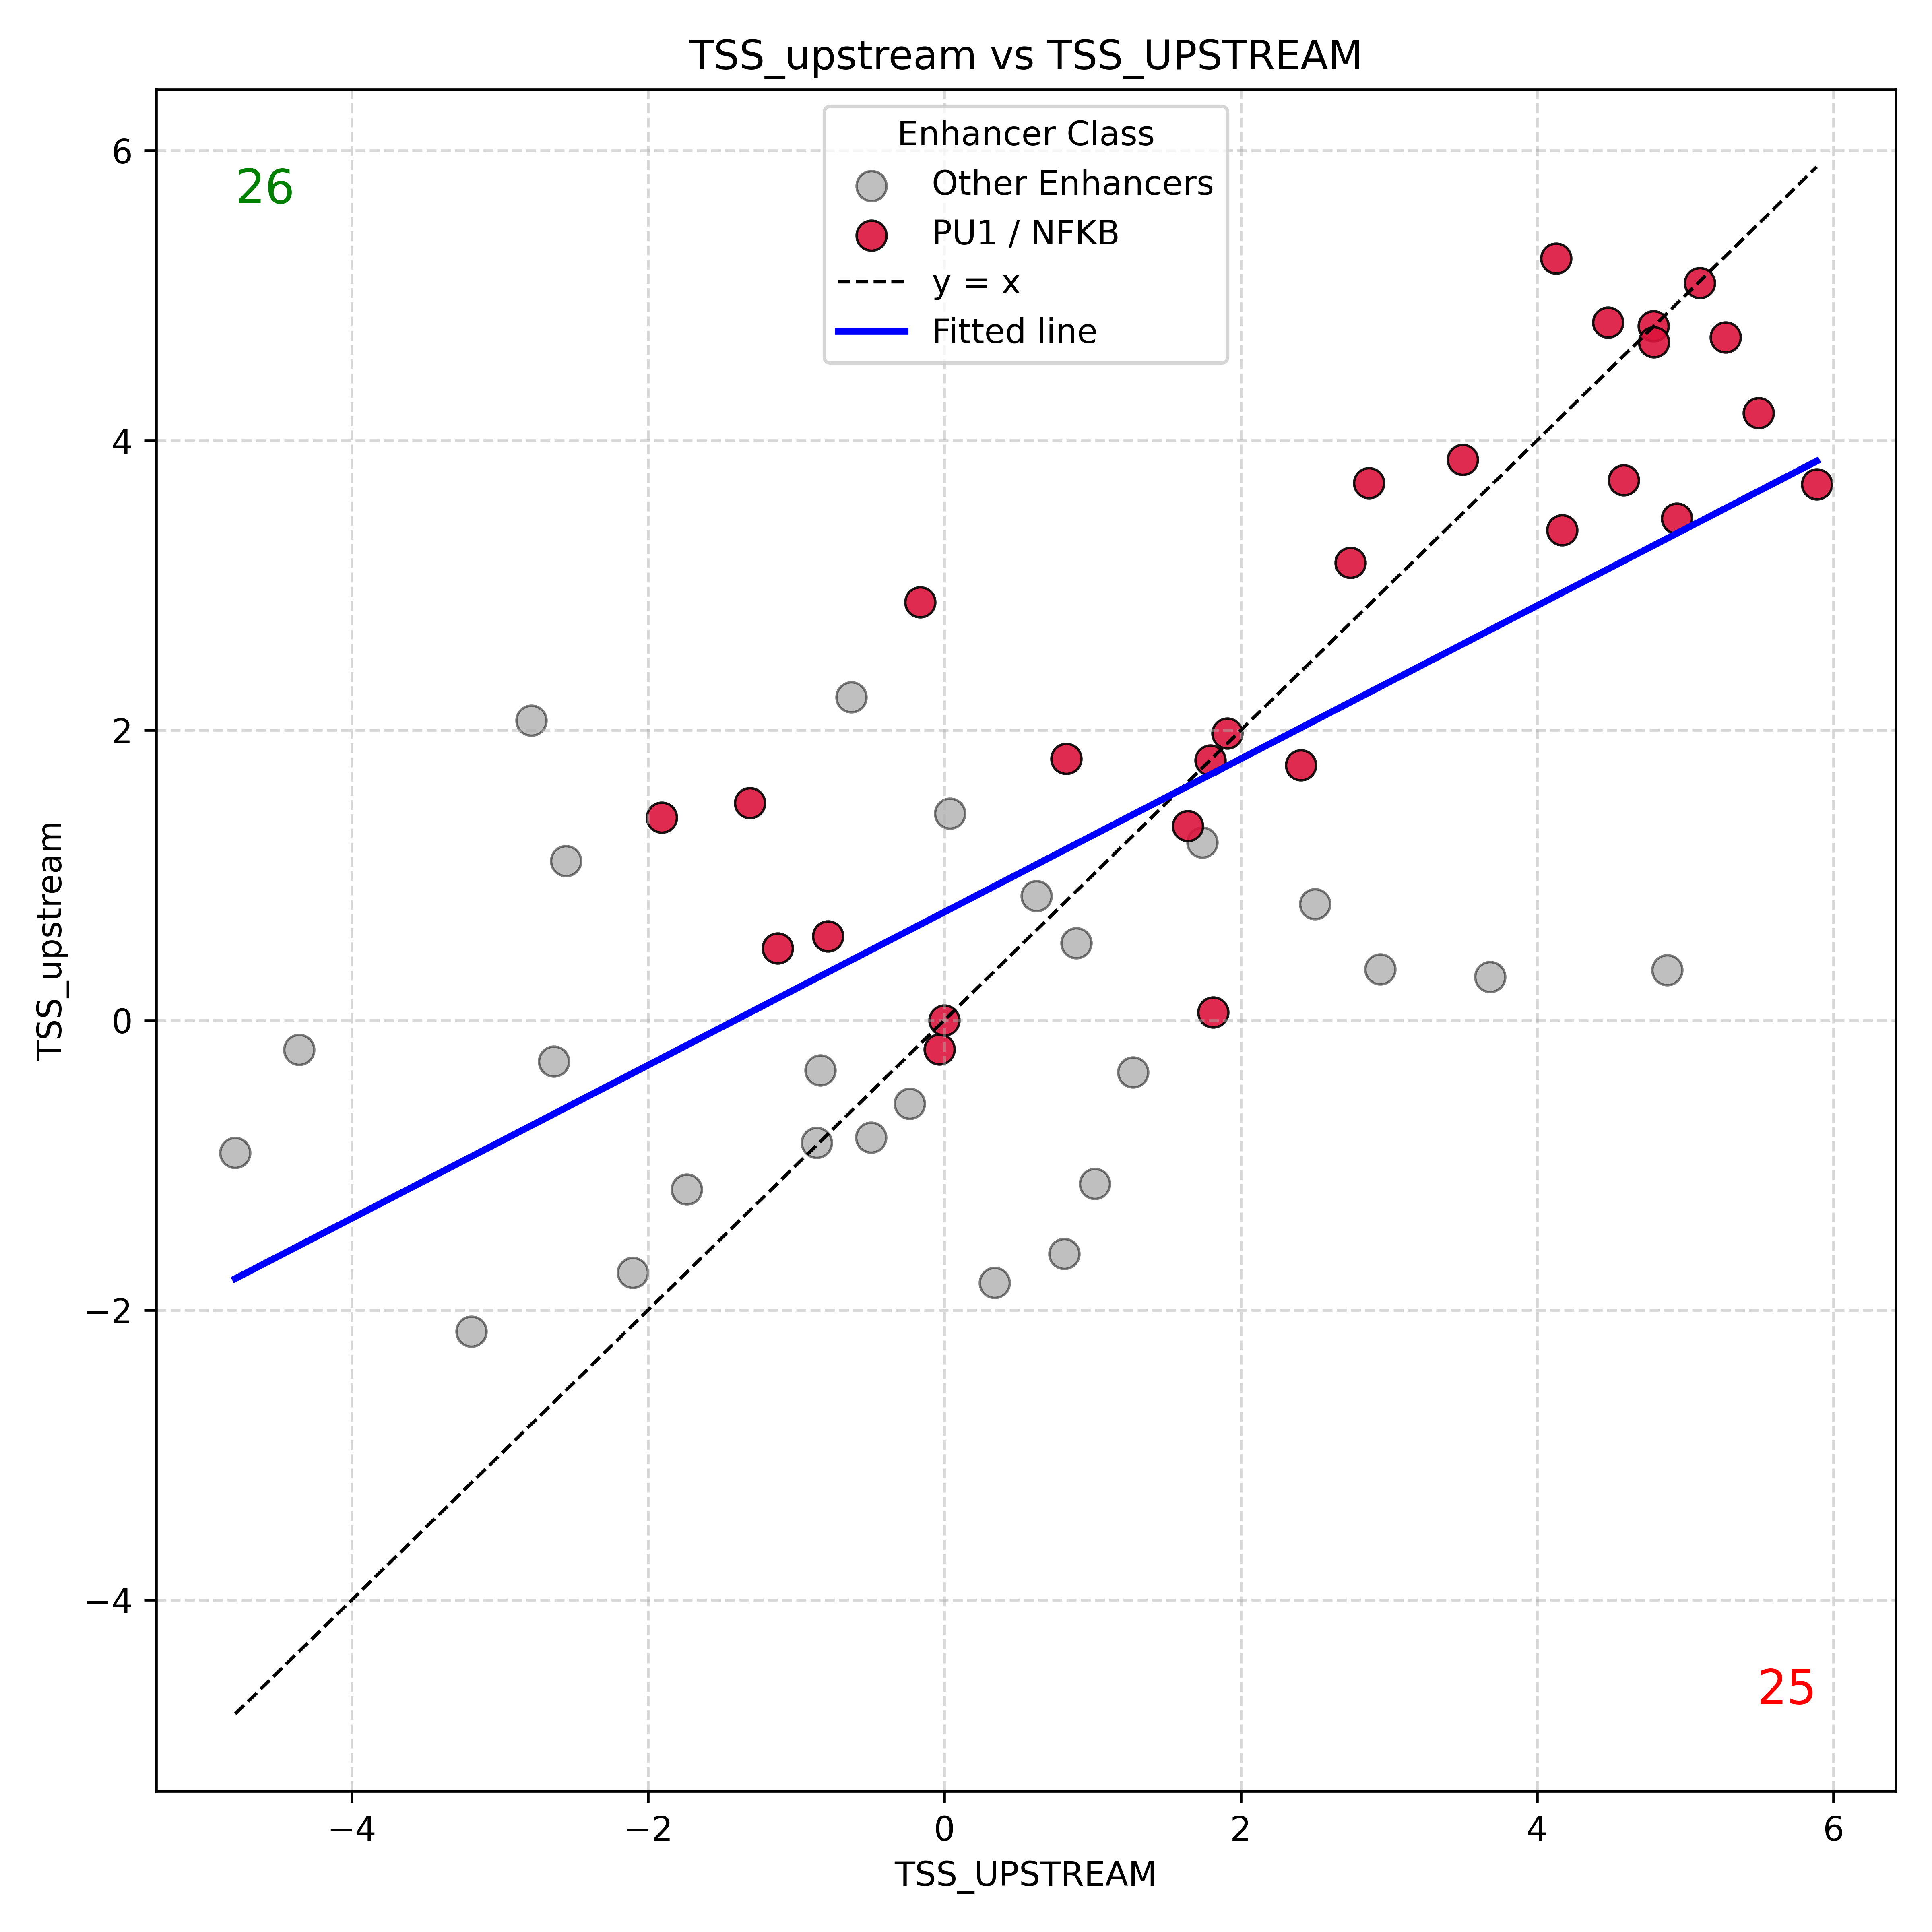 TSS_upstream vs TSS_UPSTREAM
Enhancer Class
Other Enhancers
PU1 / NFKB
y = x
Fitted line
26
25
6
4
2
0
−2
−4
TSS_upstream
−4
−2
0
2
4
6
TSS_UPSTREAM